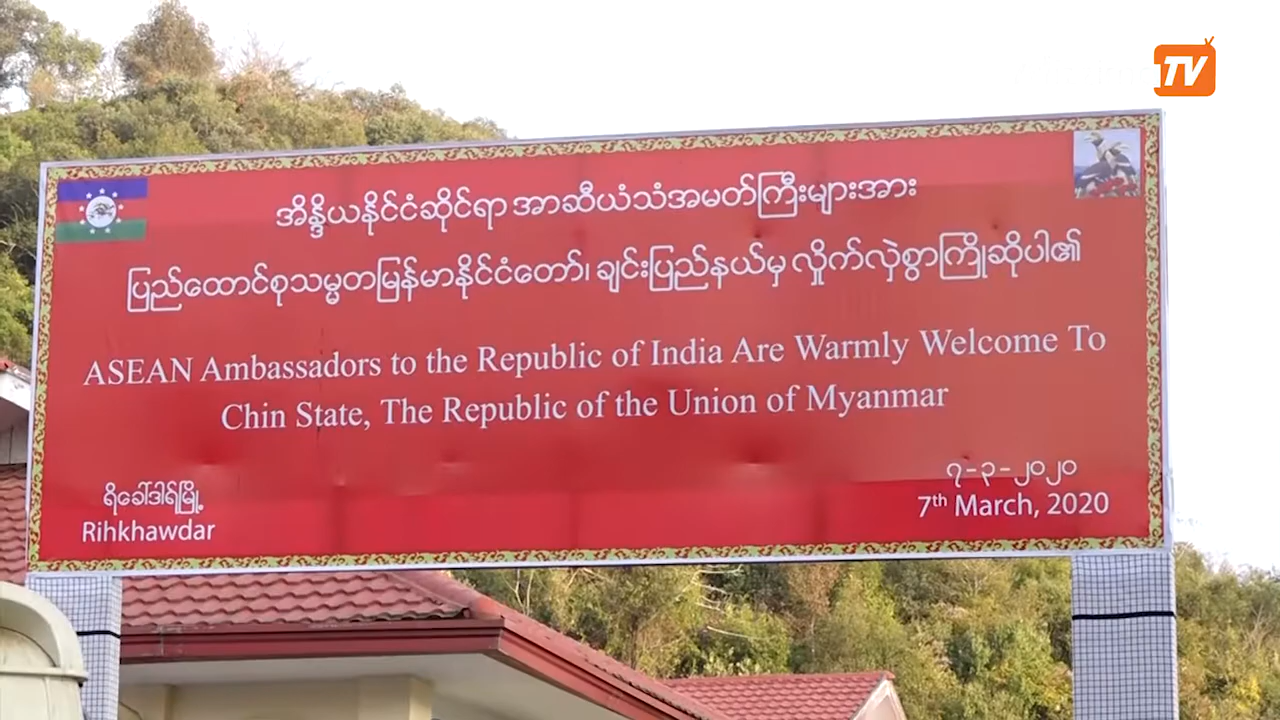 TV
အိန္ဒိယနိုင်ငံဆိုင်ရာ အာဆီယံသံအမတ်ကြီးများအား
ပြည်ထောင်စုသမ္မတမြန်မာနိုင်ငံတော်၊ ချင်းပြည်နယ်မှ လှိုက်လှဲစွာကြိုဆိုပါ၏
ASEAN Ambassadors to the Republic of India Are Warmly Welcome To
Chin State, The Republic of the Union of Myanmar
ရိခေါ်ဒါရ်မြို့
Rihkhawdar
၇-၃-၂၀၂၀
7th March, 2020